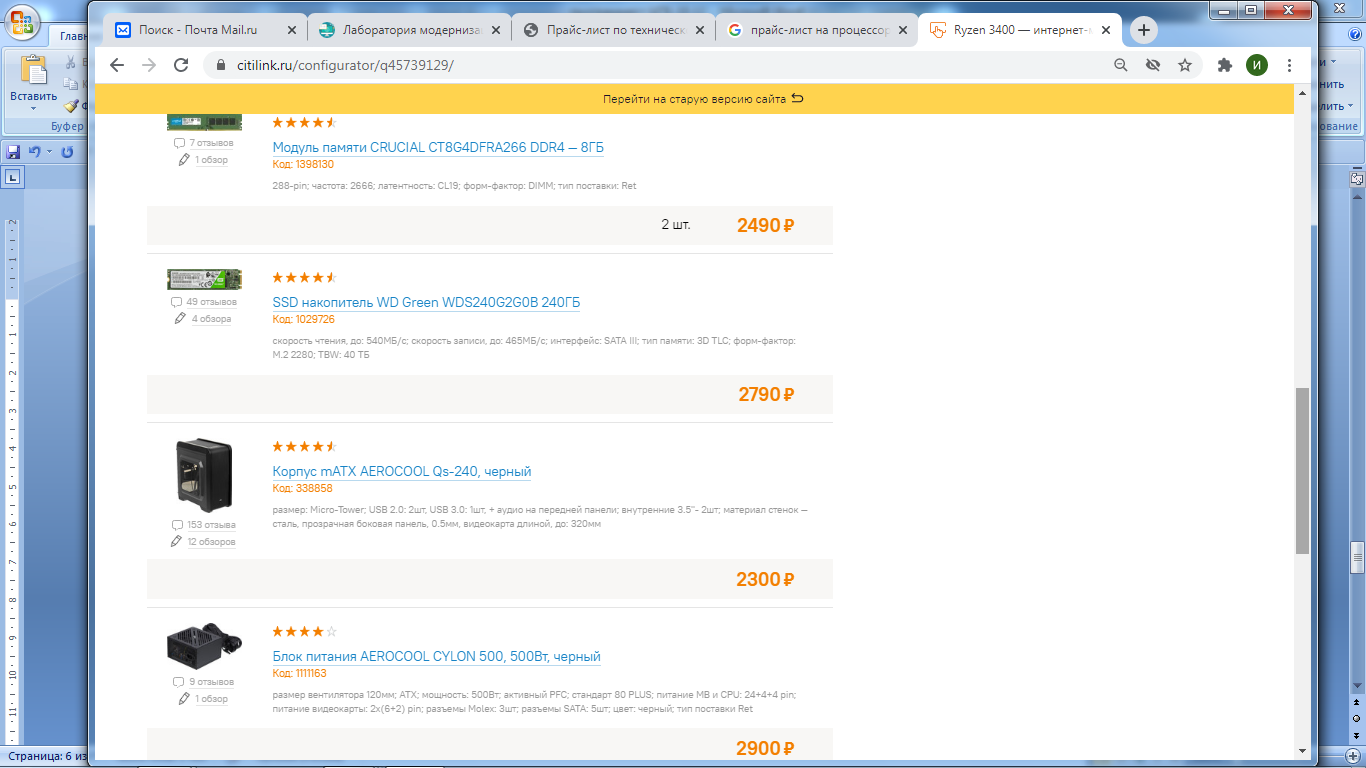 Поиск - Почта Mail.ru
Лаборатория модерниза
Прайс-лист по техническ
прайс-лист на процессор
Ryzen 3400 — интернет-
citilink.ru/configurator/q45739129/
И
Вставить
Буфер
Перейти на старую версию сайта
7 отзывов
1 обзор
Модуль памяти CRUCIAL CT8G4DFRA266 DDR4 — 8ГБ
Код: 1398130
288-pin; частота: 2666; латентность: CL19; форм-фактор: DIMM; тип поставки: Ret
2 шт. 2490 ₽
49 отзывов
4 обзора
SSD накопитель WD Green WDS240G2G0B 240ГБ
Код: 1029726
скорость чтения, до: 540МБ/с; скорость записи, до: 465МБ/с; интерфейс: SATA III; тип памяти: 3D TLC; форм-фактор:
M.2 2280; TBW: 40 ТБ
2790 ₽
153 отзыва
12 обзоров
Корпус mATX AEROCOOL Qs-240, черный
Код: 338858
размер: Micro-Tower; USB 2.0: 2шт, USB 3.0: 1шт, + аудио на передней панели; внутренние 3.5"- 2шт; материал стенок —
сталь, прозрачная боковая панель, 0.5мм, видеокарта длиной, до: 320мм
2300 ₽
9 отзывов
1 обзор
Блок питания AEROCOOL CYLON 500, 500Вт, черный
Код: 1111163
размер вентилятора 120мм; ATX; мощность: 500Вт; активный PFC; стандарт 80 PLUS; питание MB и CPU: 24+4+4 pin;
питание видеокарты: 2x(6+2) pin; разъемы Molex: 3шт; разъемы SATA: 5шт; цвет: черный; тип поставки Ret
2900 ₽
Страница: 6 из